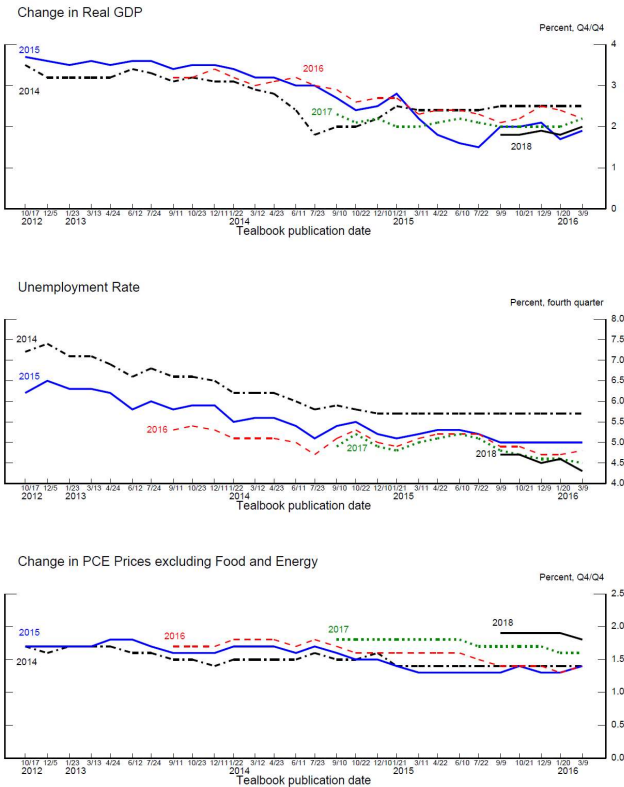 Change in Real GDP
Percent, Q4/Q4
4
2015
2016
3
2014
2017
2
2018
1
0
10/17 12/5 1/23 3/13 4/24 6/12 7/24 9/11 10/23 12/11 1/22 3/12 4/23 6/11 7/23 9/10 10/22 12/10 1/21 3/11 4/22 6/10 7/22 9/9 10/21 12/9 1/20 3/9
2012 2013 2014 2015 2016
Tealbook publication date
Unemployment Rate
Percent, fourth quarter
8.0
2014
7.5
7.0
2015
6.5
6.0
5.5
2016
5.0
2017
2018
4.5
4.0
10/17 12/5 1/23 3/13 4/24 6/12 7/24 9/11 10/23 12/11 1/22 3/12 4/23 6/11 7/23 9/10 10/22 12/10 1/21 3/11 4/22 6/10 7/22 9/9 10/21 12/9 1/20 3/9
2012 2013 2014 2015 2016
Tealbook publication date
Change in PCE Prices excluding Food and Energy
Percent, Q4/Q4
2.5
2018
2017
2015
2016
2.0
2014
1.5
1.0
0.5
0.0
10/17 12/5 1/23 3/13 4/24 6/12 7/24 9/11 10/23 12/11 1/22 3/12 4/23 6/11 7/23 9/10 10/22 12/10 1/21 3/11 4/22 6/10 7/22 9/9 10/21 12/9 1/20 3/9
2012 2013 2014 2015 2016
Tealbook publication date